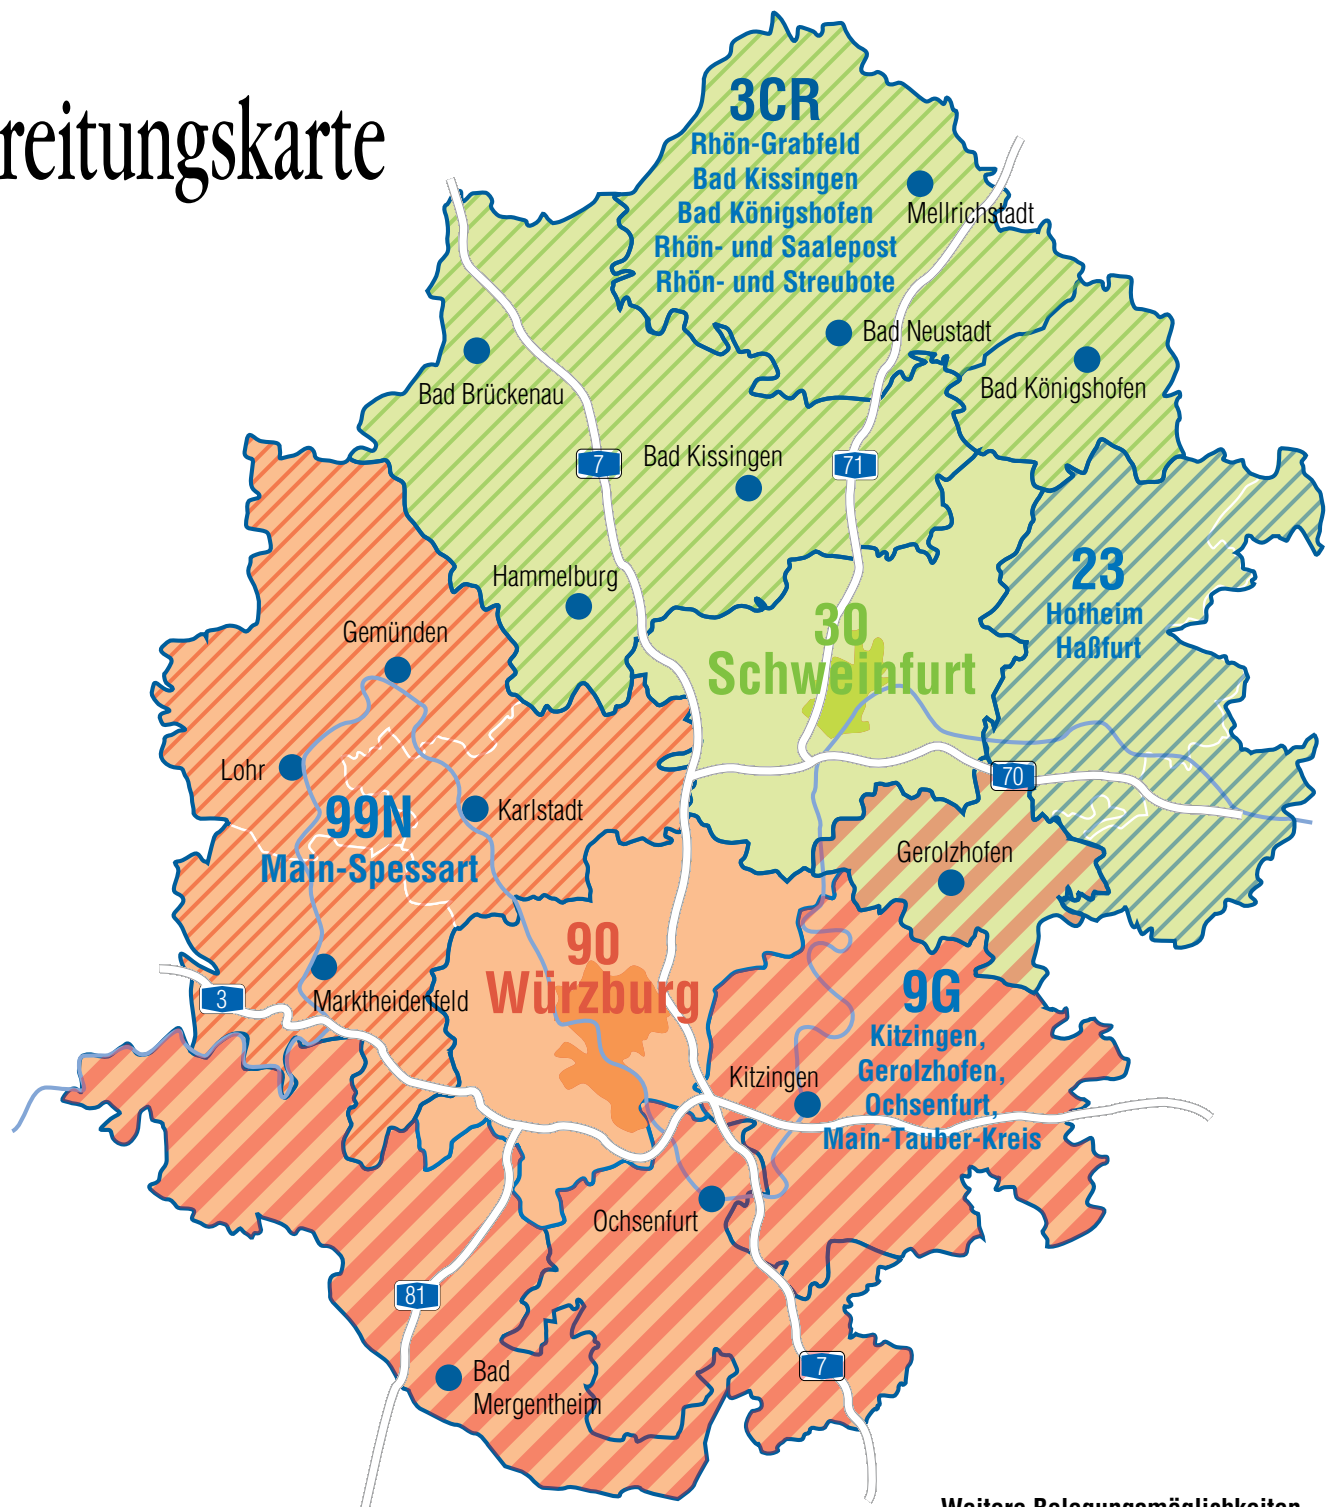 reitungskarte
3CR
Rhön-Grabfeld
Bad Kissingen
Bad Königshofen
Rhön- und Saalepost
Rhön- und Streubote
Mellrichstadt
Bad Neustadt
Bad Brückenau
Bad Königshofen
7
Bad Kissingen
71
Hammelburg
23
Hofheim
Haßfurt
Gemünden
30
Schweinfurt
Lohr
99N
Main-Spessart
Karlstadt
70
Gerolzhofen
90
Würzburg
3
Marktheidenfeld
9G
Kitzingen,
Gerolzhofen,
Ochsenfurt,
Main-Tauber-Kreis
Kitzingen
Ochsenfurt
81
7
Bad
Mergentheim
Weitere Belegungsmöglichkeiten